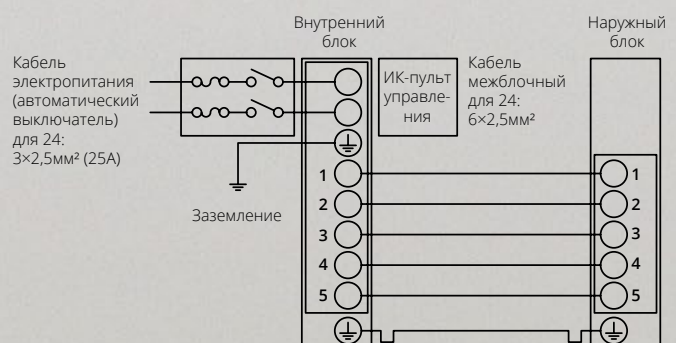 Внутренний
блок
Наружный
блок
Кабель
электропитания
(автоматический
выключатель)
для 24:
3×2,5мм² (25А)
ИК-пульт
управле-
ния
Кабель
межблочный
для 24:
6×2,5мм²
Заземление
1
2
3
4
5
1
2
3
4
5